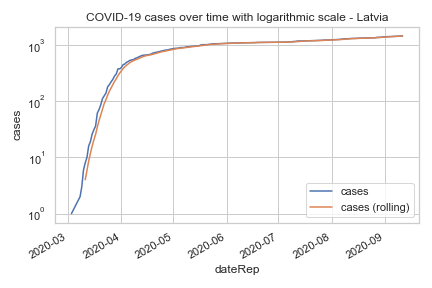 COVID-19 cases over time with logarithmic scale - Latvia
10³
10²
10¹
10⁰
cases
cases
cases (rolling)
2020-03
2020-04
2020-05
2020-06
2020-07
2020-08
2020-09
dateRep